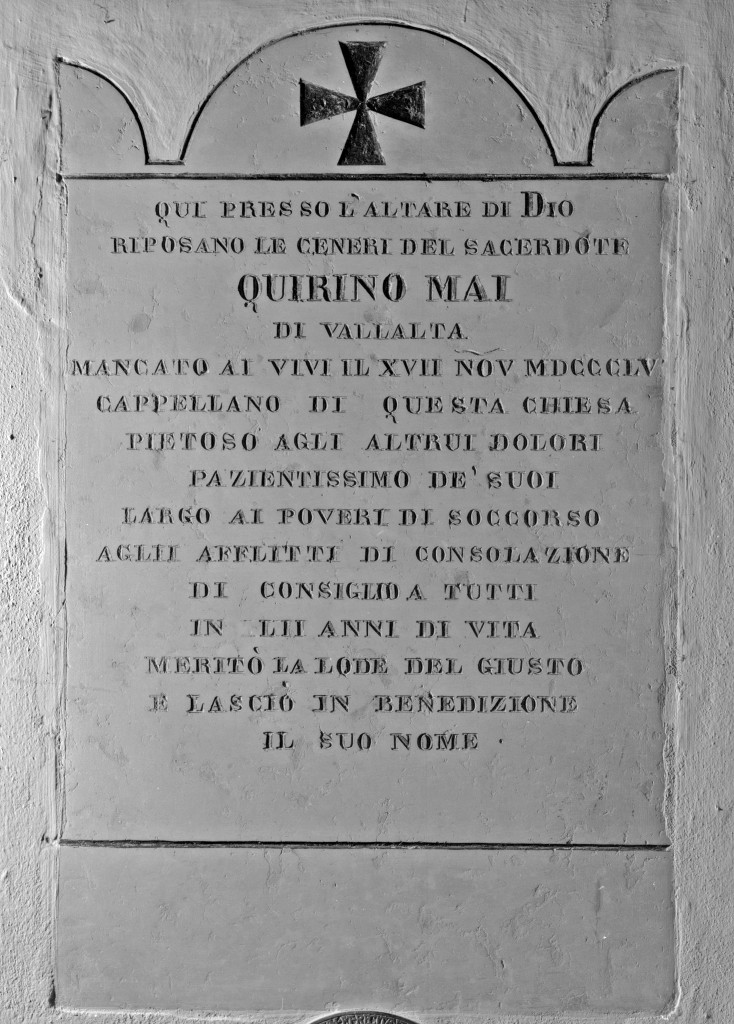 QUI PRESSO L'ALTARE DI DIO
RIPOSANO LE CENERI DEL SACERDOTE
QUIRINO MAI
DI VALLALTA
MANCATO AI VIVI IL XVII NOV MDCCCLV
CAPPELLANO DI QUESTA CHIESA
PIETOSO AGLI ALTRUI DOLORI
PAZIENTISSIMO DE' SUOI
LARGO AI POVERI DI SOCCORSO
AGLII AFFLITTI DI CONSOLAZIONE
DI CONSIGLIO A TUTTI
IN LII ANNI DI VITA
MERITÒ LA LODE DEL GIUSTO
E LASCIÒ IN BENEDIZIONE
IL SUO NOME ·